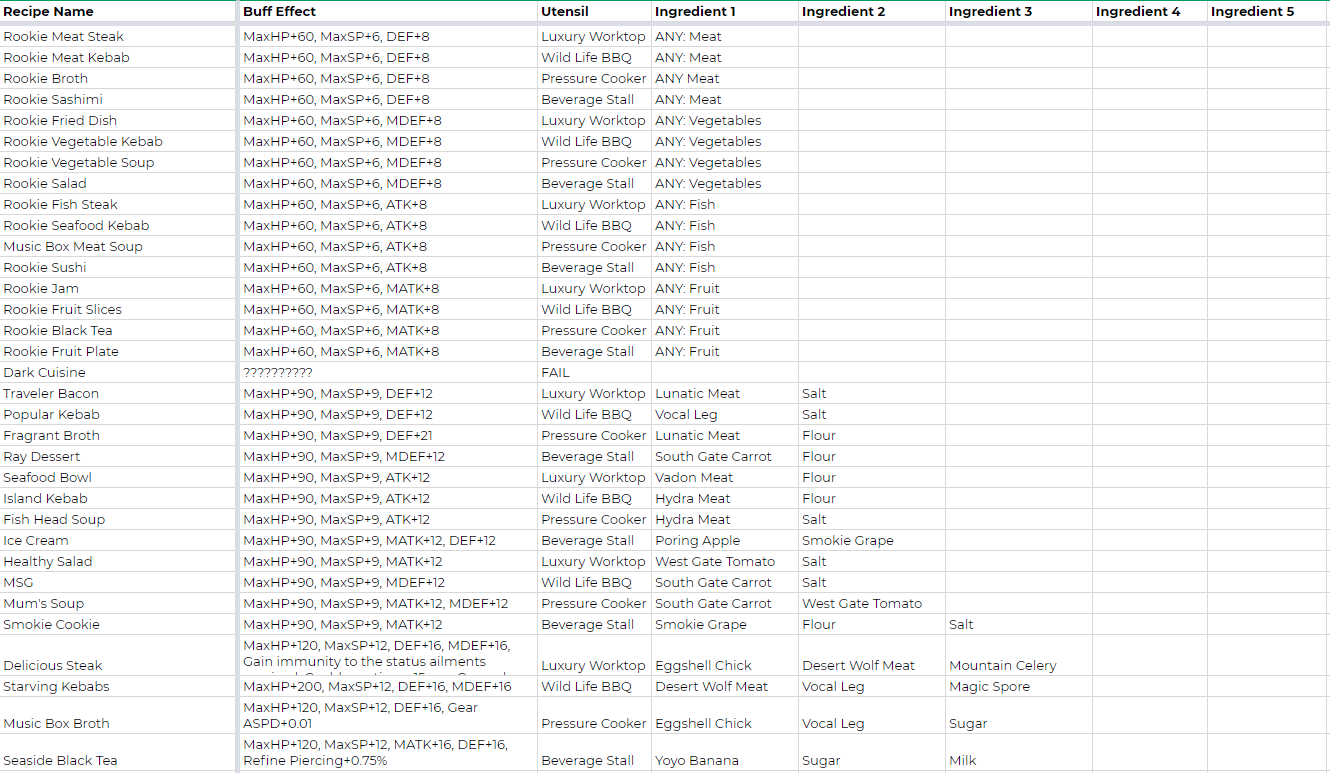 Recipe Name Buff Effect Utensil Ingredient 1 Ingredient 2 Ingredient 3 Ingredient 4 Ingredient 5
Rookie Meat Steak MaxHP+60, MaxSP+6, DEF+8 Luxury Worktop ANY: Meat
Rookie Meat Kebab MaxHP+60, MaxSP+6, DEF+8 Wild Life BBQ ANY: Meat
Rookie Broth MaxHP+60, MaxSP+6, DEF+8 Pressure Cooker ANY Meat
Rookie Sashimi MaxHP+60, MaxSP+6, DEF+8 Beverage Stall ANY: Meat
Rookie Fried Dish MaxHP+60, MaxSP+6, MDEF+8 Luxury Worktop ANY: Vegetables
Rookie Vegetable Kebab MaxHP+60, MaxSP+6, MDEF+8 Wild Life BBQ ANY: Vegetables
Rookie Vegetable Soup MaxHP+60, MaxSP+6, MDEF+8 Pressure Cooker ANY: Vegetables
Rookie Salad MaxHP+60, MaxSP+6, MDEF+8 Beverage Stall ANY: Vegetables
Rookie Fish Steak MaxHP+60, MaxSP+6, ATK+8 Luxury Worktop ANY: Fish
Rookie Seafood Kebab MaxHP+60, MaxSP+6, ATK+8 Wild Life BBQ ANY: Fish
Music Box Meat Soup MaxHP+60, MaxSP+6, ATK+8 Pressure Cooker ANY: Fish
Rookie Sushi MaxHP+60, MaxSP+6, ATK+8 Beverage Stall ANY: Fish
Rookie Jam MaxHP+60, MaxSP+6, MATK+8 Luxury Worktop ANY: Fruit
Rookie Fruit Slices MaxHP+60, MaxSP+6, MATK+8 Wild Life BBQ ANY: Fruit
Rookie Black Tea MaxHP+60, MaxSP+6, MATK+8 Pressure Cooker ANY: Fruit
Rookie Fruit Plate MaxHP+60, MaxSP+6, MATK+8 Beverage Stall ANY: Fruit
Dark Cuisine ?????????? FAIL
Traveler Bacon MaxHP+90, MaxSP+9, DEF+12 Luxury Worktop Lunatic Meat Salt
Popular Kebab MaxHP+90, MaxSP+9, DEF+12 Wild Life BBQ Vocal Leg Salt
Fragrant Broth MaxHP+90, MaxSP+9, DEF+21 Pressure Cooker Lunatic Meat Flour
Ray Dessert MaxHP+90, MaxSP+9, MDEF+12 Beverage Stall South Gate Carrot Flour
Seafood Bowl MaxHP+90, MaxSP+9, ATK+12 Luxury Worktop Vadon Meat Flour
Island Kebab MaxHP+90, MaxSP+9, ATK+12 Wild Life BBQ Hydra Meat Flour
Fish Head Soup MaxHP+90, MaxSP+9, ATK+12 Pressure Cooker Hydra Meat Salt
Ice Cream MaxHP+90, MaxSP+9, MATK+12, DEF+12 Beverage Stall Poring Apple Smokie Grape
Healthy Salad MaxHP+90, MaxSP+9, MATK+12 Luxury Worktop West Gate Tomato Salt
MSG MaxHP+90, MaxSP+9, MDEF+12 Wild Life BBQ South Gate Carrot Salt
Mum's Soup MaxHP+90, MaxSP+9, MATK+12, MDEF+12 Pressure Cooker South Gate Carrot West Gate Tomato
Smokie Cookie MaxHP+90, MaxSP+9, MATK+12 Beverage Stall Smokie Grape Flour Salt
MaxHP+120, MaxSP+12, DEF+16, MDEF+16,
Gain immunity to the status ailments
Delicious Steak Luxury Worktop Eggshell Chick Desert Wolf Meat Mountain Celery
Starving Kebabs MaxHP+200, MaxSP+12, DEF+16, MDEF+16 Wild Life BBQ Desert Wolf Meat Vocal Leg Magic Spore
MaxHP+120, MaxSP+12, DEF+16, Gear
Music Box Broth ASPD+0.01 Pressure Cooker Eggshell Chick Vocal Leg Sugar
MaxHP+120, MaxSP+12, MATK+16, DEF+16,
Seaside Black Tea Refine Piercing+0.75% Beverage Stall Yoyo Banana Sugar Milk